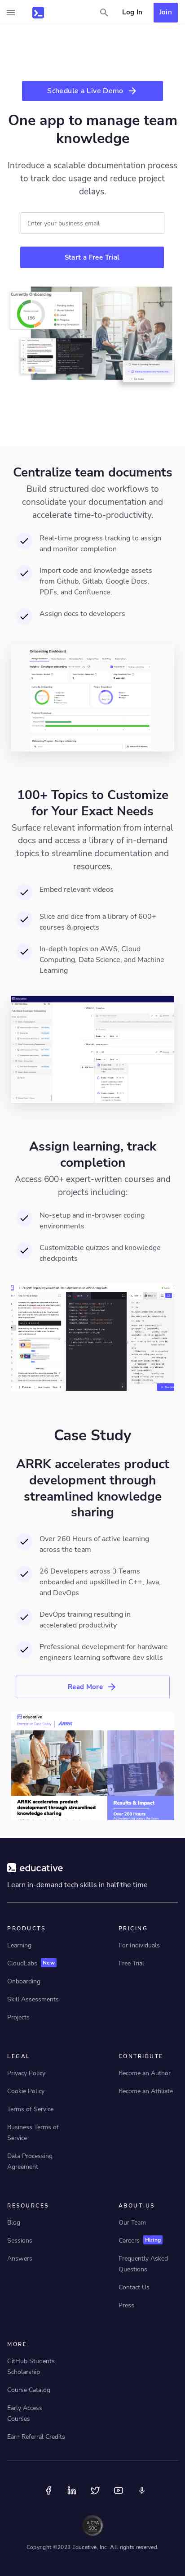 Log In
Join
Schedule a Live Demo
One app to manage team
knowledge
Introduce a scalable documentation process
to track doc usage and reduce project
delays.
Enter your business email
Start a Free Trial
Currently Onboarding
Centralize team documents
Build structured doc workflows to
consolidate your documentation and
accelerate time-to-productivity.
Real-time progress tracking to assign
and monitor completion
Import code and knowledge assets
from Github, Gitlab, Google Docs,
PDFs, and Confluence.
Assign docs to developers
Onboarding Dashboard
100+ Topics to Customize
for Your Exact Needs
Surface relevant information from internal
docs and access a library of in-demand
topics to streamline documentation and
resources.
Embed relevant videos
Slice and dice from a library of 600+
courses & projects
In-depth topics on AWS, Cloud
Computing, Data Science, and Machine
Learning
Assign learning, track
completion
Access 600+ expert-written courses and
projects including:
No-setup and in-browser coding
environments
Customizable quizzes and knowledge
checkpoints
Case Study
ARRK accelerates product
development through
streamlined knowledge
sharing
Over 260 Hours of active learning
across the team
26 Developers across 3 Teams
onboarded and upskilled in C++, Java,
and DevOps
DevOps training resulting in
accelerated productivity
Professional development for hardware
engineers learning software dev skills
Read More
educative
ARRK accelerates product
development through
streamlined knowledge sharing
Results & Impact
Over 260 Hours
educative
Learn in-demand tech skills in half the time
PRODUCTS
Learning
CloudLabs New
Onboarding
Skill Assessments
Projects
PRICING
For Individuals
Free Trial
LEGAL
Privacy Policy
Cookie Policy
Terms of Service
Business Terms of
Service
Data Processing
Agreement
CONTRIBUTE
Become an Author
Become an Affiliate
RESOURCES
Blog
Sessions
Answers
ABOUT US
Our Team
Careers Hiring
Frequently Asked
Questions
Contact Us
Press
MORE
GitHub Students
Scholarship
Course Catalog
Early Access
Courses
Earn Referral Credits
AICPA
SOC
Copyright ©2023 Educative, Inc. All rights reserved.